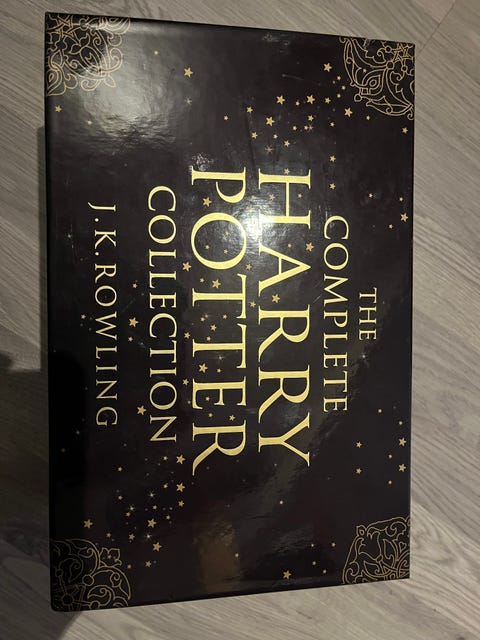 THE
COMPLETE
HARRY
POTTER
COLLECTION
J.K.ROWLING